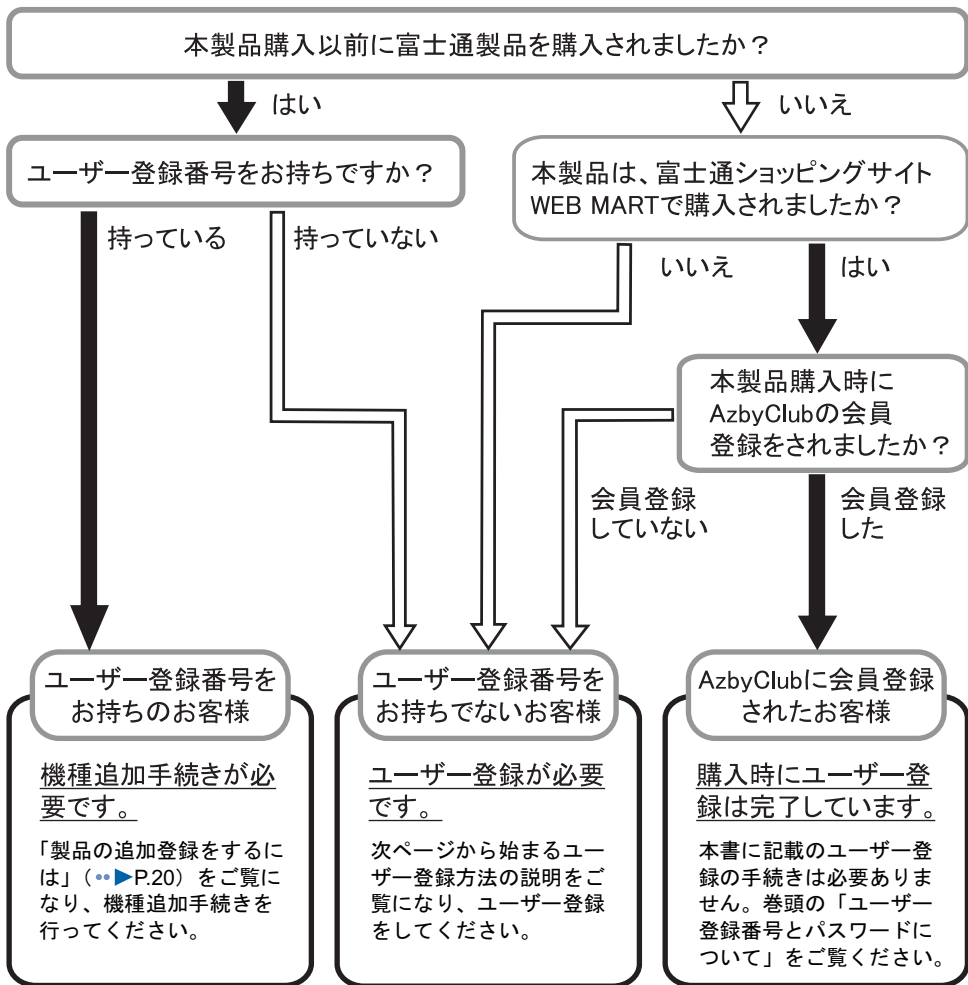 本製品購入以前に富士通製品を購入されましたか？
はい
いいえ
ユーザー登録番号をお持ちですか？
本製品は、富士通ショッピングサイト
WEB MARTで購入されましたか？
持っている
持っていない
いいえ
はい
本製品購入時に
AzbyClubの会員
登録をされましたか？
会員登録
していない
会員登録
した
ユーザー登録番号を
お持ちのお客様
機種追加手続きが必
要です。
「製品の追加登録をするに
は」（••▶P.20）をご覧に
なり、機種追加手続きを
行ってください。
ユーザー登録番号を
お持ちでないお客様
ユーザー登録が必要
です。
次ページから始まるユー
ザー登録方法の説明をご
覧になり、ユーザー登録
をしてください。
AzbyClubに会員登録
されたお客様
購入時にユーザー登
録は完了しています。
本書に記載のユーザー登
録の手続きは必要ありま
せん。巻頭の「ユーザー
登録番号とパスワードに
ついて」をご覧ください。